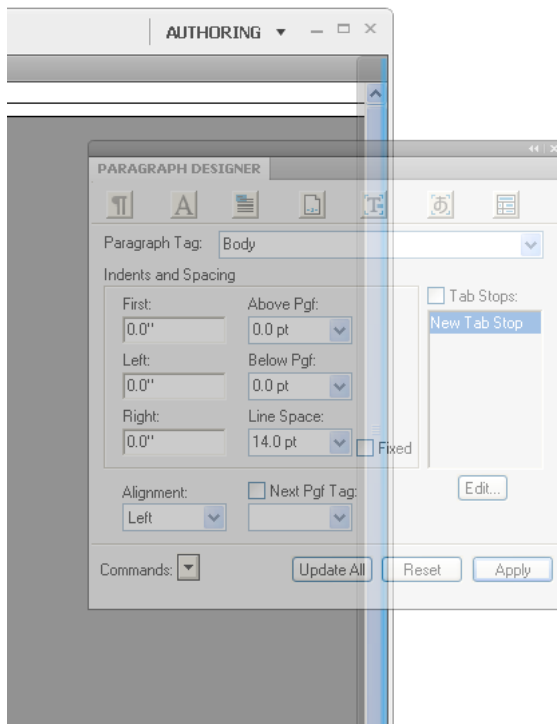 AUTHORING
PARAGRAPH DESIGNER
Paragraph Tag: Body
Indents and Spacing
First:
0.0"
Left:
0.0"
Right:
0.0"
Above Pgf:
0.0 pt
Below Pgf:
0.0 pt
Line Space:
14.0 pt
Fixed
Tab Stops:
New Tab Stop
Edit...
Alignment:
Left
Next Pgf Tag:
Commands:
Update All
Reset
Apply